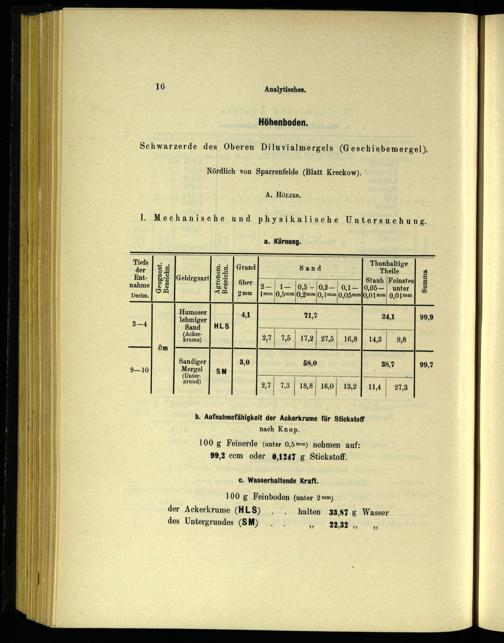 16
Analytisches.
Höhenboden.
Schwarzerde des Oberen Diluvialmergels (Geschiebemergel).
Nördlich von Sparrenfelde (Blatt Kreckow).
A. Hölzer.
I. Mechanische und physikalische Untersuchung.
a. Körnung.
Tiefe der Entnahme Decim. | Geognost. Bezeichn. | Gebirgsart | Agronom. Bezeichn. | Grand über 2mm | Sand | Thonhaltige Theile | Summa
2— 1mm | 1— 0,5mm | 0,5— 0,2mm | 0,2— 0,1mm | 0,1— 0,05mm | Staub 0,05— 0,01mm | Feinstes unter 0,01mm
3—4 | ∂m | Humoser lehmiger Sand (Ackerkrume) | HLS | 4,1 | 71,7 | 24,1 | 99,9
2,7 | 7,5 | 17,2 | 27,5 | 16,8 | 14,3 | 9,8
9—10 | Sandiger Mergel (Untergrund) | SM | 3,0 | 58,0 | 38,7 | 99,7
2,7 | 7,3 | 18,8 | 16,0 | 13,2 | 11,4 | 27,3
b. Aufnahmefähigkeit der Ackerkrume für Stickstoff
nach Knop.
100 g Feinerde (unter 0,5mm) nehmen auf:
99,2 ccm oder 0,1247 g Stickstoff.
c. Wasserhaltende Kraft.
100 g Feinboden (unter 2mm)
der Ackerkrume (HLS) . . halten 33,87 g Wasser
des Untergrundes (SM) . . „ 22,32 „ „